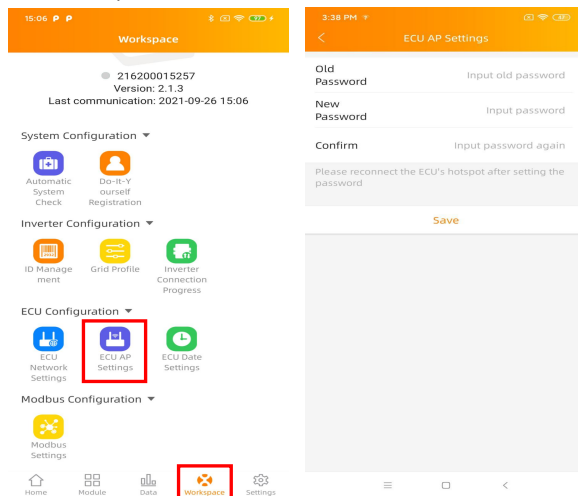 15:06 P P
97
Workspace
216200015257
Version: 2.1.3
Last communication: 2021-09-26 15:06
System Configuration ▼
Automatic
System
Check
Do-It-Y
ourself
Registration
Inverter Configuration ▼
ID Manage
ment
Grid Profile
Inverter
Connection
Progress
ECU Configuration ▼
ECU
Network
Settings
ECU AP
Settings
ECU Date
Settings
Modbus Configuration ▼
Modbus
Settings
Home
Module
Data
Workspace
Settings
3:38 PM
ECU AP Settings
Old
Password
Input old password
New
Password
Input password
Confirm
Input password again
Please reconnect the ECU's hotspot after setting the
password
Save